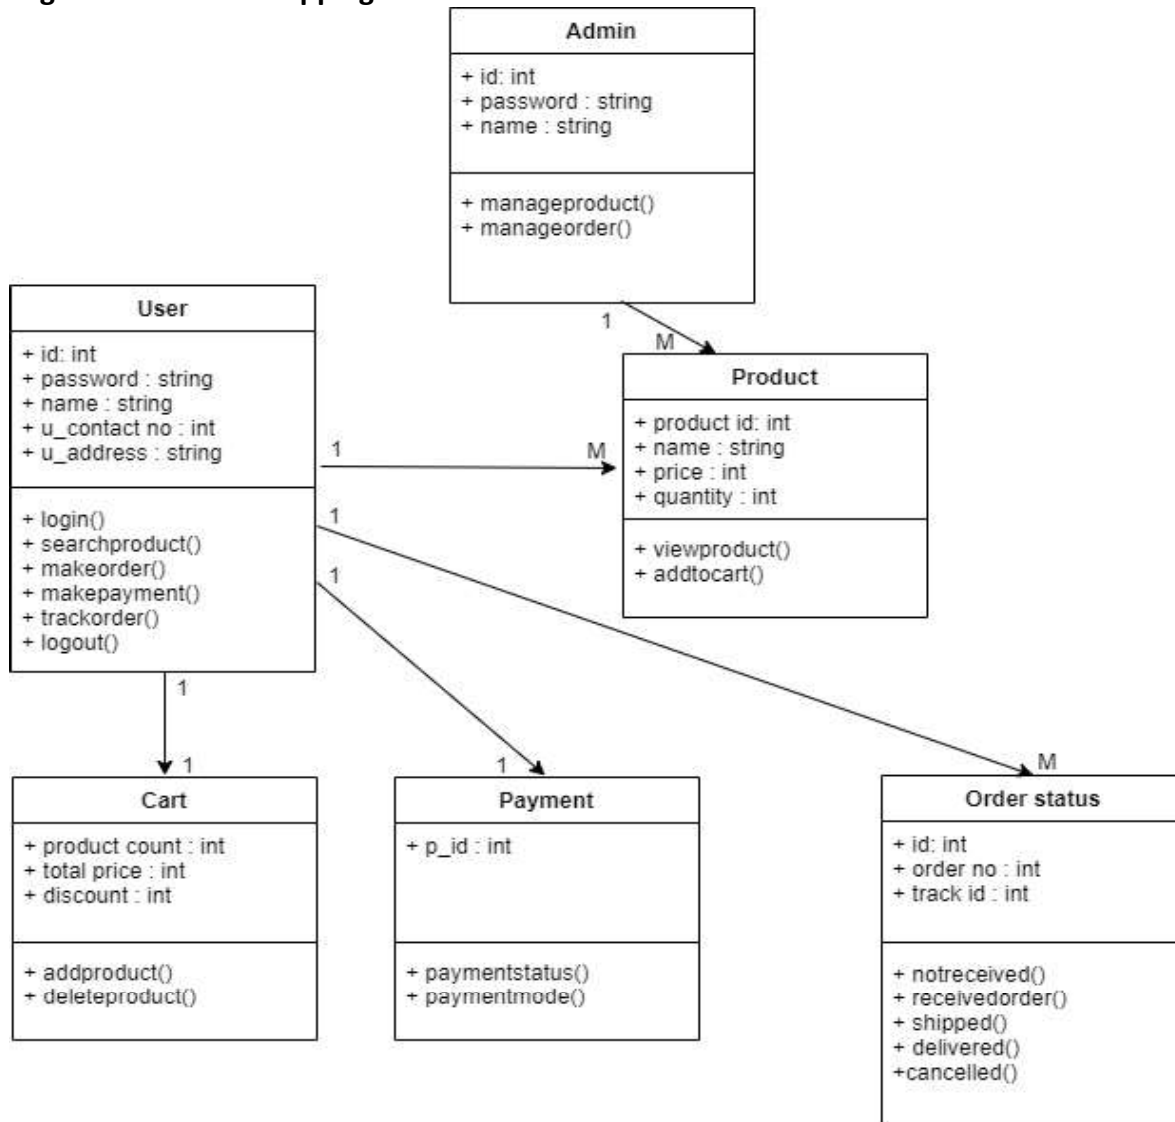 Admin
+ id: int
+ password : string
+ name : string
+ manageproduct()
+ manageorder()
1
M
User
+ id: int
+ password : string
+ name : string
+ u_contact no : int
+ u_address : string
+ login()
+ searchproduct()
+ makeorder()
+ makepayment()
+ trackorder()
+ logout()
1
M
1
1
Product
+ product id: int
+ name : string
+ price : int
+ quantity : int
+ viewproduct()
+ addtocart()
1
1
1
M
Cart
+ product count : int
+ total price : int
+ discount : int
+ addproduct()
+ deleteproduct()
Payment
+ p_id : int
+ paymentstatus()
+ paymentmode()
Order status
+ id: int
+ order no : int
+ track id : int
+ notreceived()
+ receivedorder()
+ shipped()
+ delivered()
+cancelled()